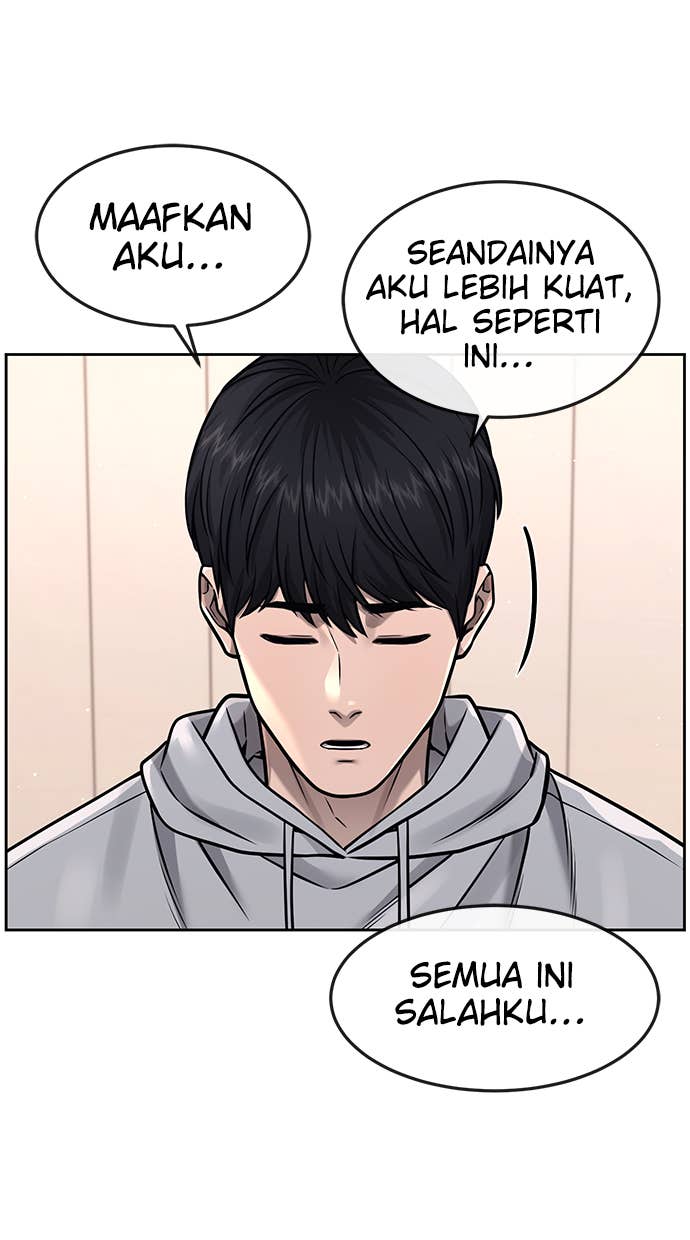 MAAFKAN
AKU...
SEANDAINYA
AKU LEBIH KUAT,
HAL SEPERTI
INI...
SEMUA INI
SALAHKU...